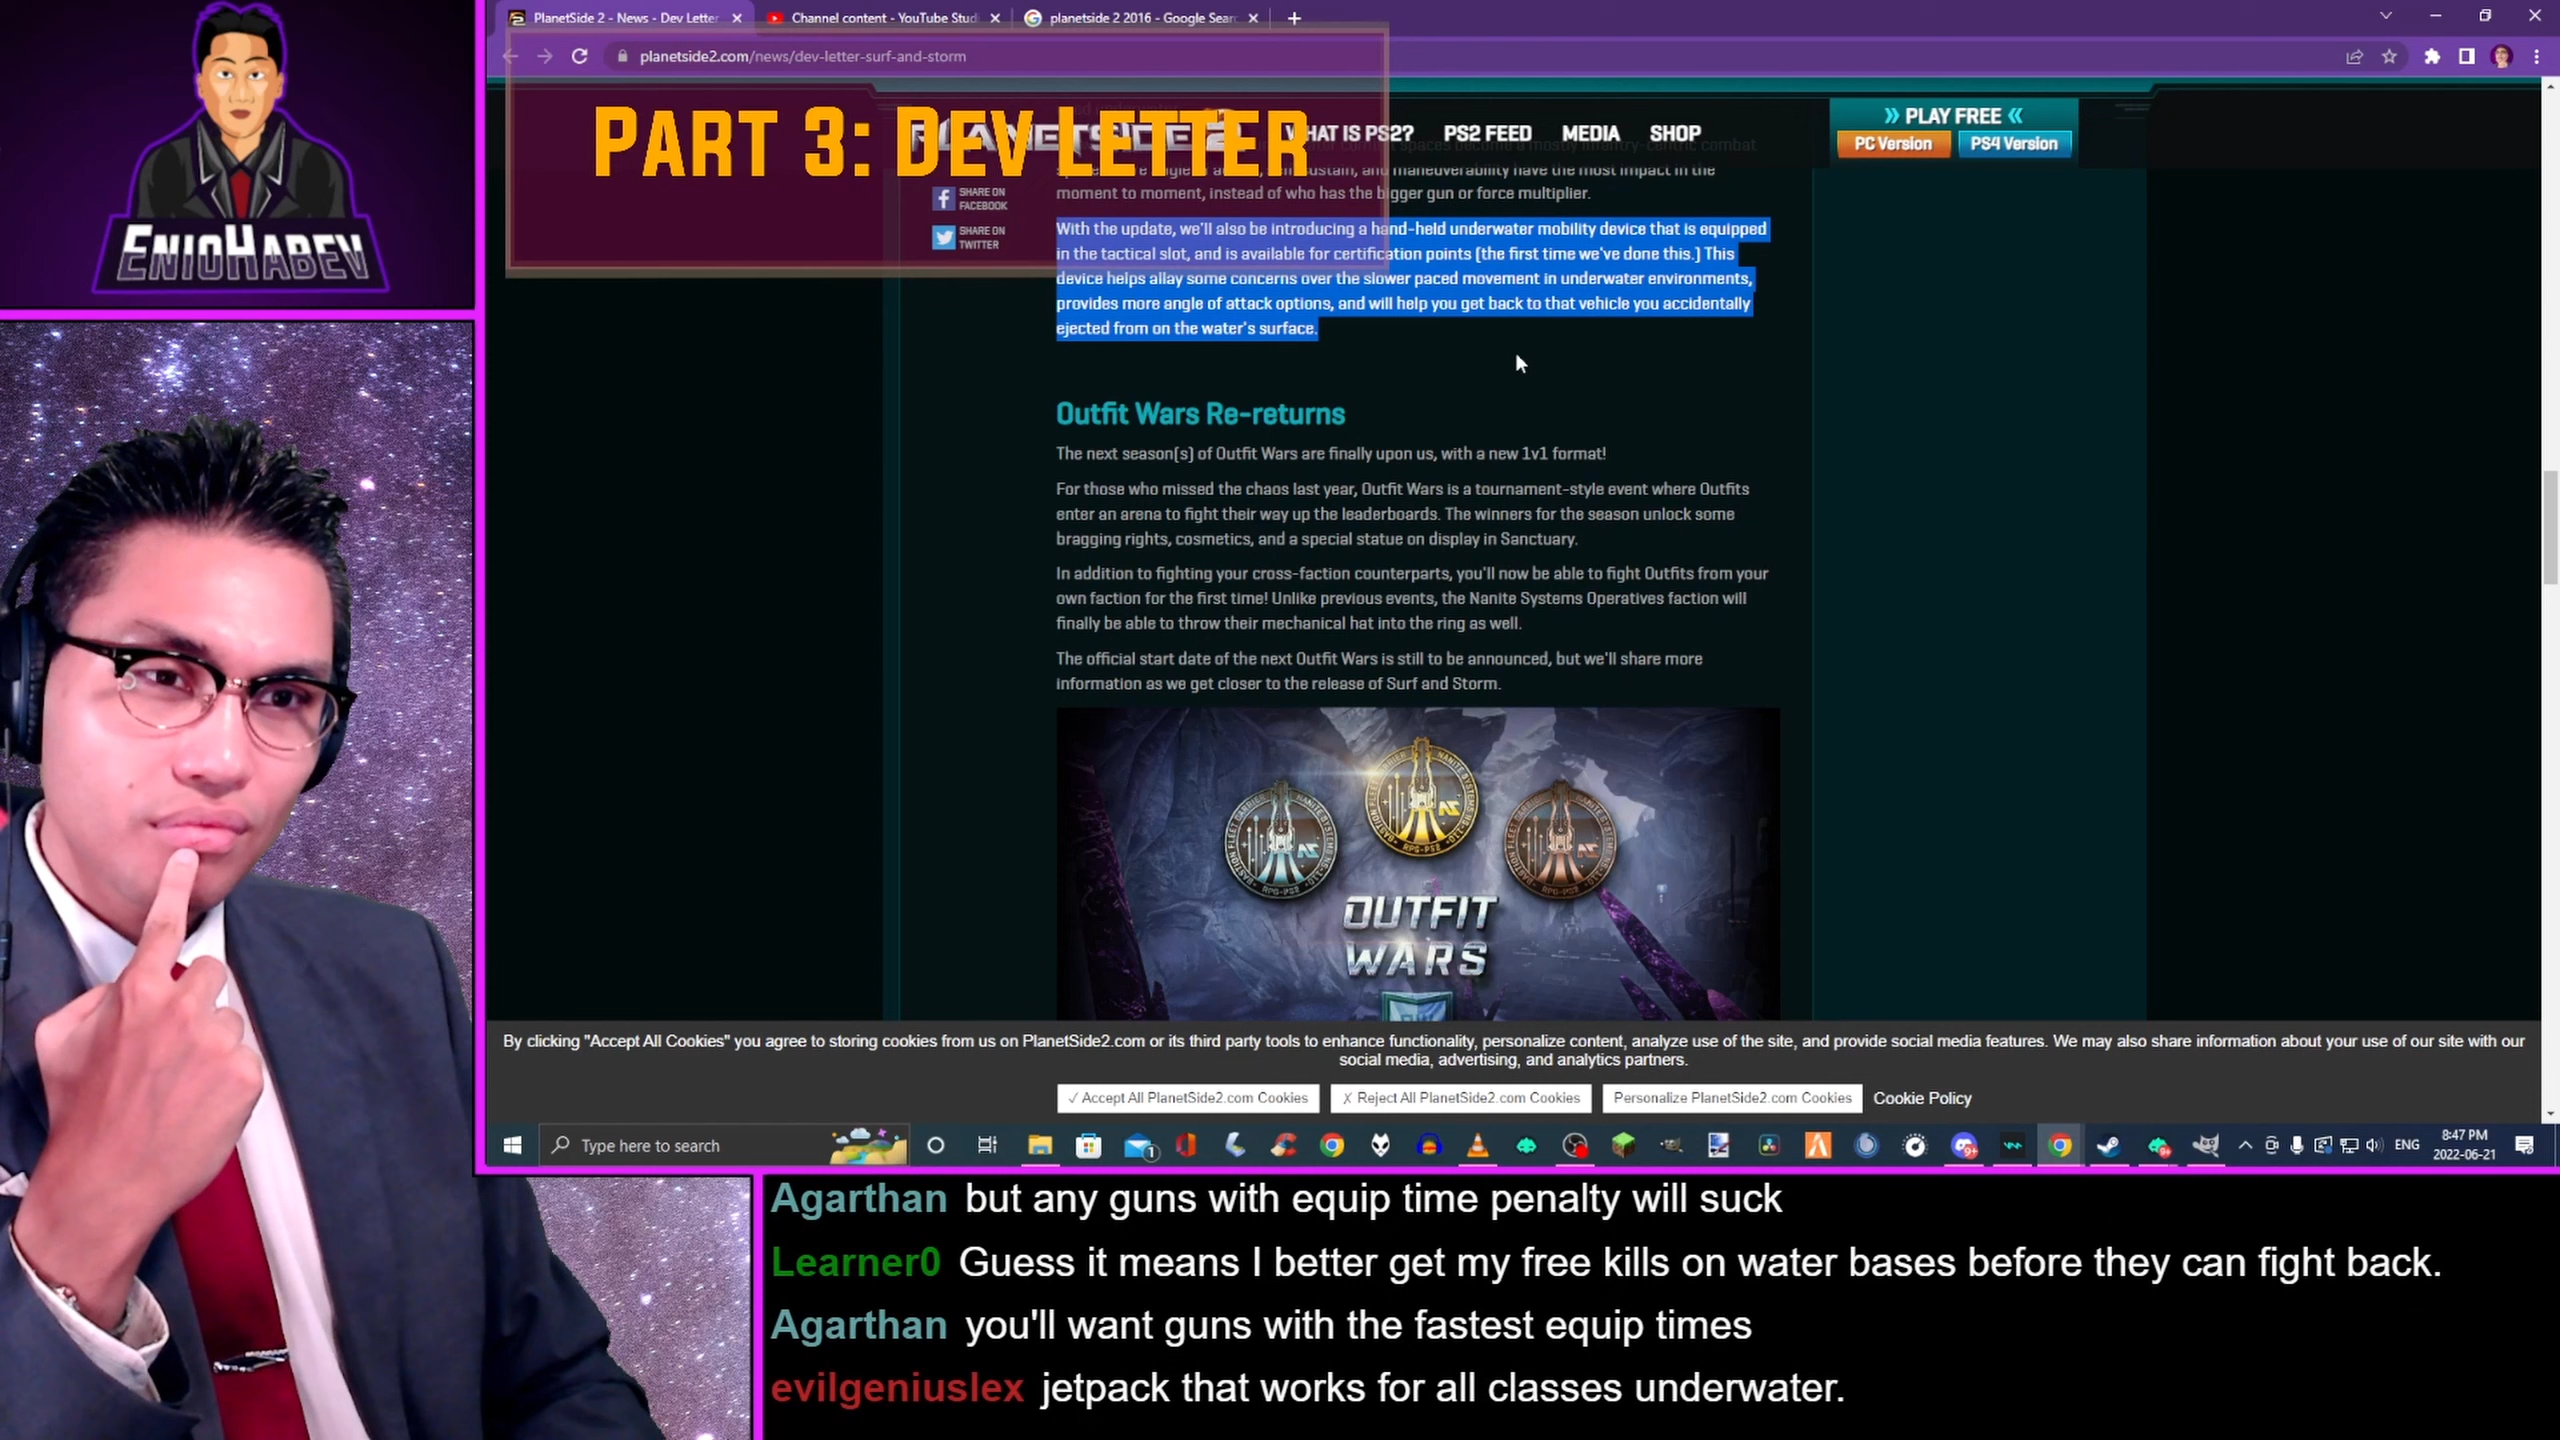 PlanetSide 2 - News - Dev Letter
Channel content - YouTube Stud
planetside 2 2016 - Google Sear
planetside2.com/news/dev-letter-surf-and-storm
PART 3: DEV LETTER
PLANETSIDE 2
WHAT IS PS2?
PS2 FEED
MEDIA
SHOP
PLAY FREE
PC Version
PS4 Version
SHARE ON
FACEBOOK
SHARE ON
TWITTER
spaces become a mostly infantry-centric combat
sustain, and maneuverability have the most impact in the
moment to moment, instead of who has the bigger gun or force multiplier.
With the update, we'll also be introducing a hand-held underwater mobility device that is equipped
in the tactical slot, and is available for certification points (the first time we've done this.) This
device helps allay some concerns over the slower paced movement in underwater environments,
provides more angle of attack options, and will help you get back to that vehicle you accidentally
ejected from on the water's surface.
Outfit Wars Re-returns
The next season(s) of Outfit Wars are finally upon us, with a new 1v1 format!
For those who missed the chaos last year, Outfit Wars is a tournament-style event where Outfits
enter an arena to fight their way up the leaderboards. The winners for the season unlock some
bragging rights, cosmetics, and a special statue on display in Sanctuary.
In addition to fighting your cross-faction counterparts, you'll now be able to fight Outfits from your
own faction for the first time! Unlike previous events, the Nanite Systems Operatives faction will
finally be able to throw their mechanical hat into the ring as well.
The official start date of the next Outfit Wars is still to be announced, but we'll share more
information as we get closer to the release of Surf and Storm.
OUTFIT
WARS
By clicking "Accept All Cookies" you agree to storing cookies from us on PlanetSide2.com or its third party tools to enhance functionality, personalize content, analyze use of the site, and provide social media features. We may also share information about your use of our site with our
social media, advertising, and analytics partners.
✓ Accept All PlanetSide2.com Cookies
✗ Reject All PlanetSide2.com Cookies
Personalize PlanetSide2.com Cookies
Cookie Policy
Type here to search
ENG
8:47 PM
2022-06-21
ENIOHABEV
Agarthan but any guns with equip time penalty will suck
Learner0 Guess it means I better get my free kills on water bases before they can fight back.
Agarthan you'll want guns with the fastest equip times
evilgeniuslex jetpack that works for all classes underwater.